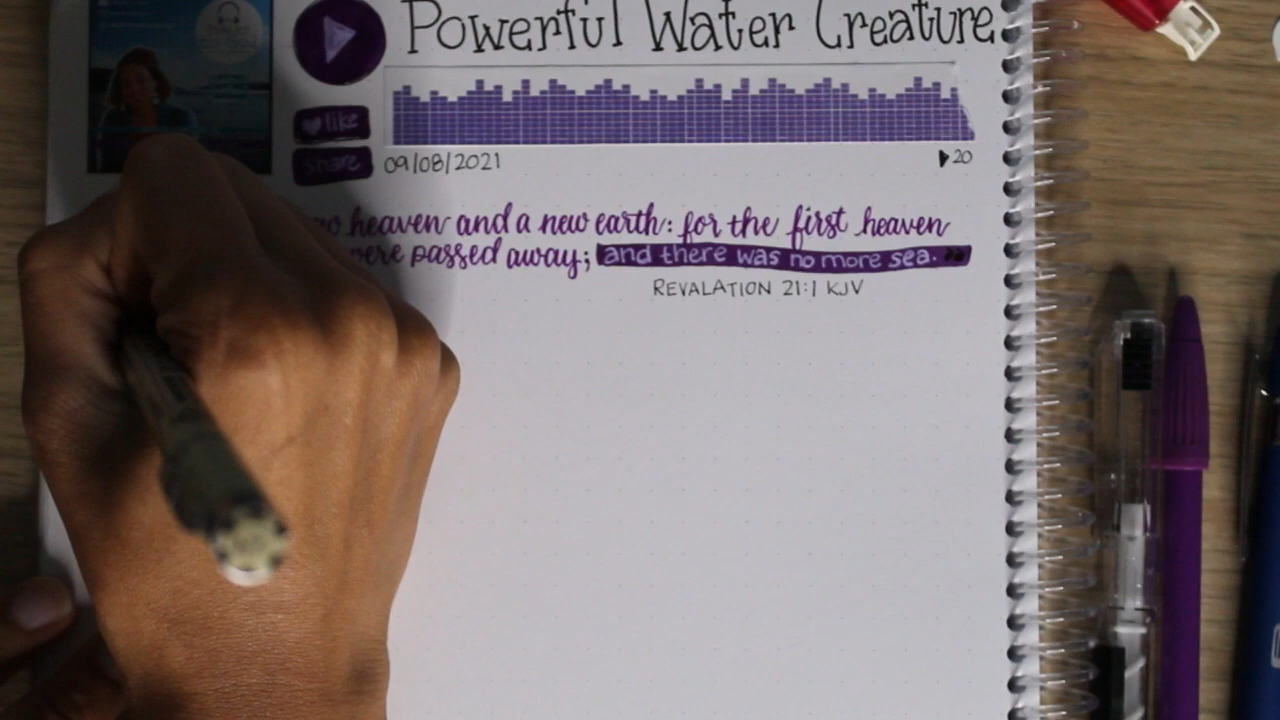 Powerful Water Creature
like
share
09/08/2021
20
heaven and a new earth: for the first heaven
were passed away; and there was no more sea.”
REVALATION 21:1 KJV